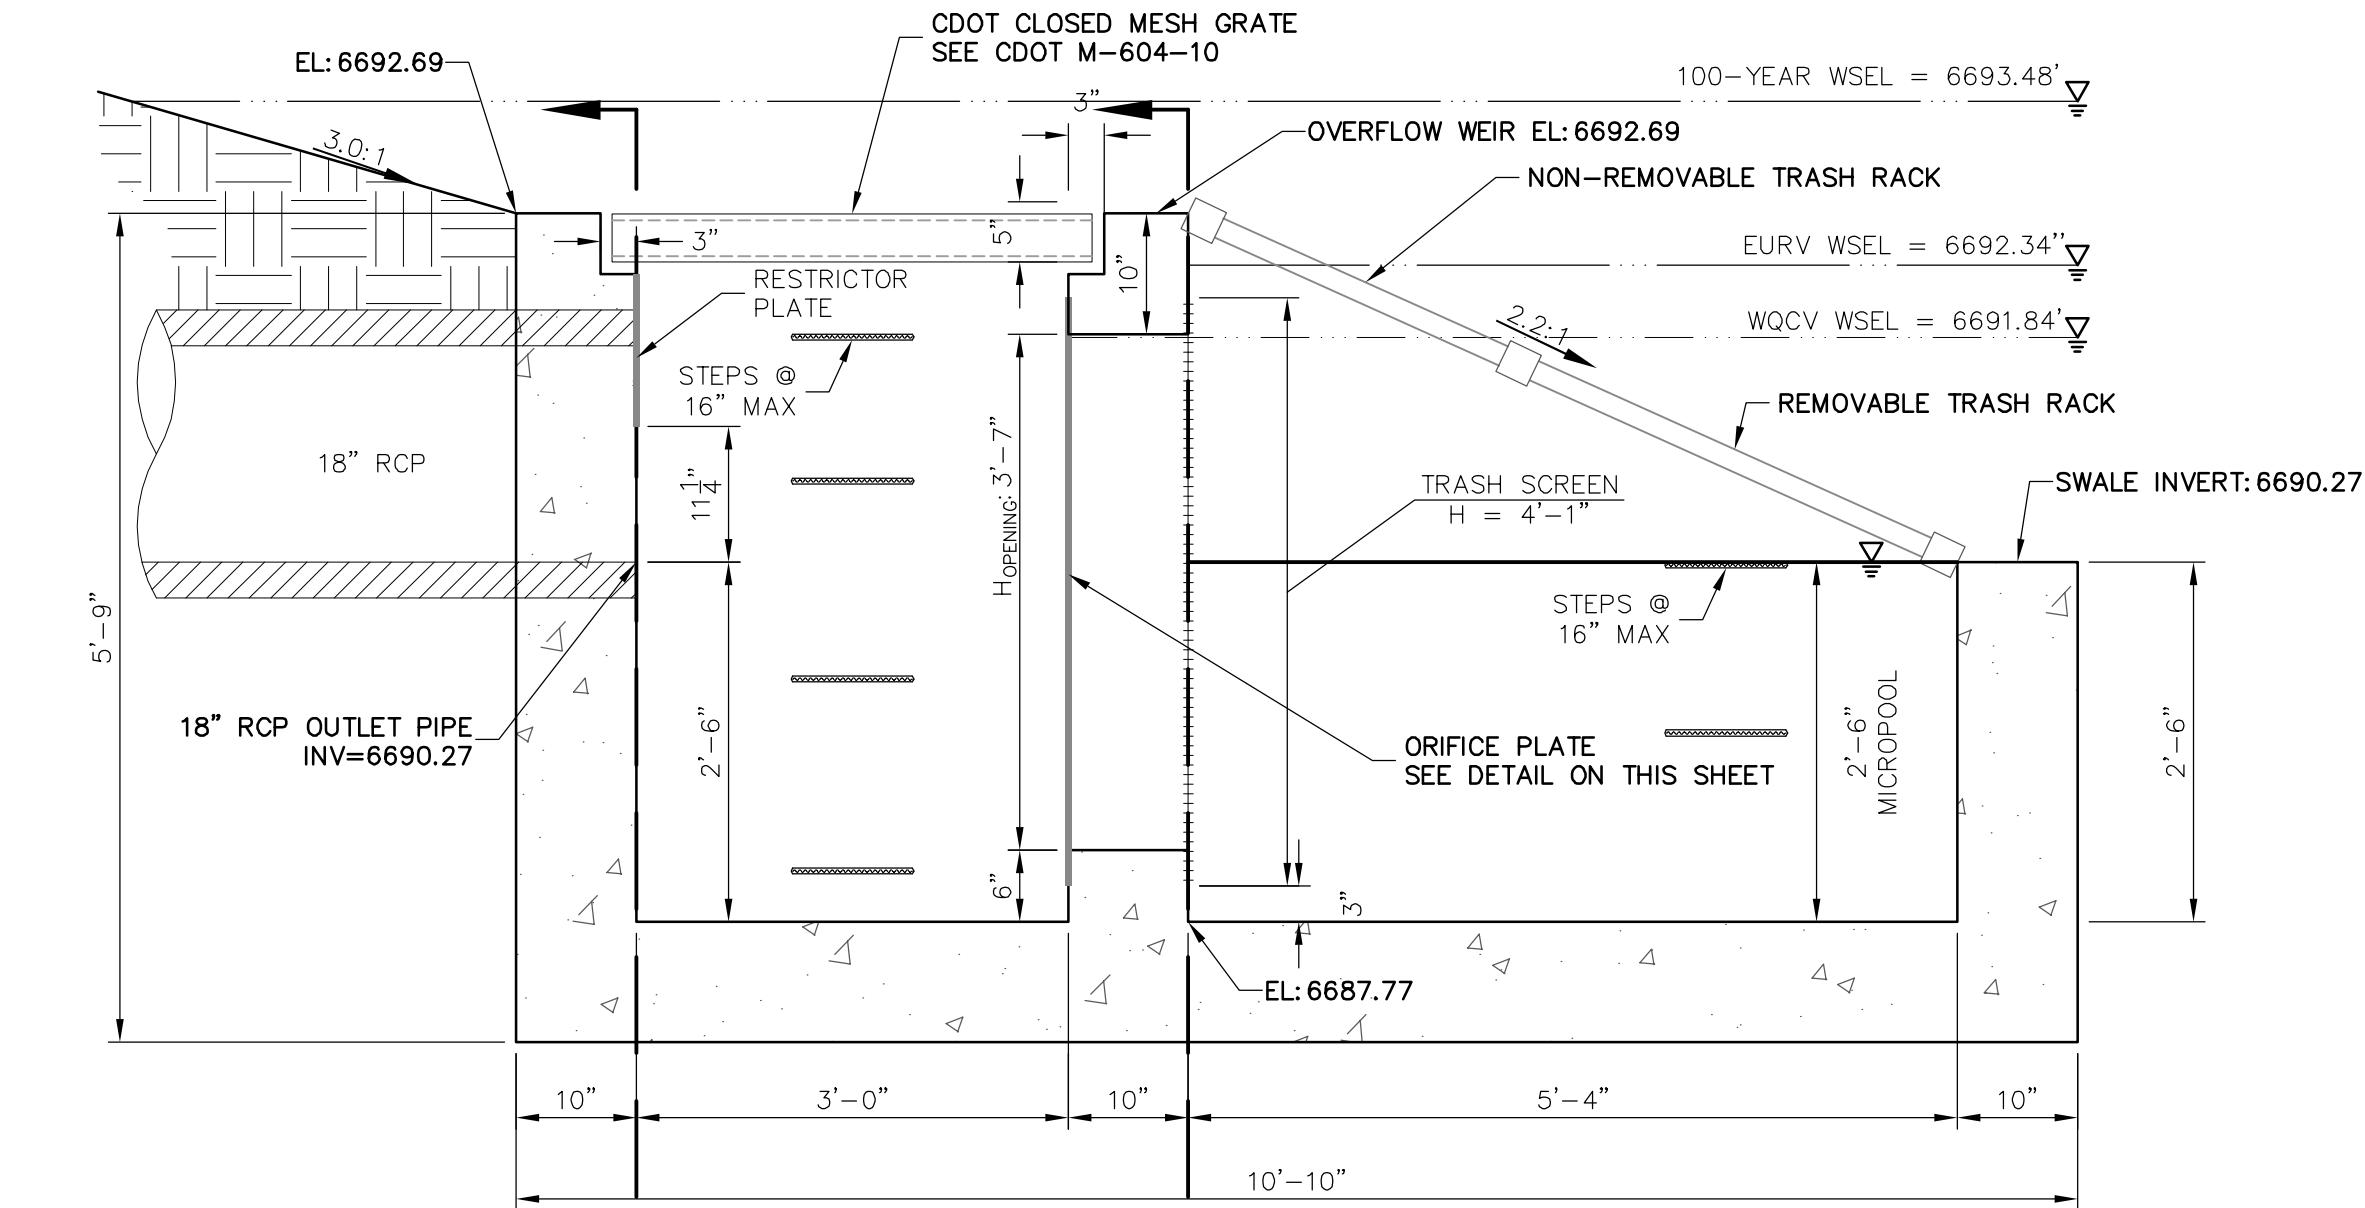 CDOT CLOSED MESH GRATE
SEE CDOT M-604-10
EL: 6692.69
100-YEAR WSEL = 6693.48'
3"
OVERFLOW WEIR EL: 6692.69
3.0:1
NON-REMOVABLE TRASH RACK
3"
5"
10"
EURV WSEL = 6692.34''
RESTRICTOR
PLATE
2.2:1
WQCV WSEL = 6691.84'
STEPS @
16" MAX
REMOVABLE TRASH RACK
18" RCP
11 1/4"
HOPENING: 3'-7"
TRASH SCREEN
H = 4'-1"
SWALE INVERT: 6690.27
5'-9"
STEPS @
16" MAX
18" RCP OUTLET PIPE
INV=6690.27
2'-6"
ORIFICE PLATE
SEE DETAIL ON THIS SHEET
2'-6"
MICROPOOL
2'-6"
6"
3"
EL: 6687.77
10"
3'-0"
10"
5'-4"
10"
10'-10"